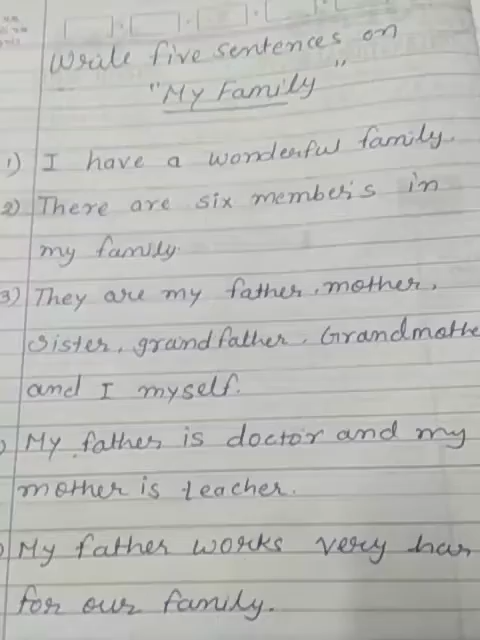 Write five sentences on
"My Family"
1) I have a wonderful family.
2) There are six member's in
my family.
3) They are my father, mother,
Sister, grandfather, Grandmothe
and I myself.
) My father is doctor and my
mother is teacher.
) My father works very har
for our family.